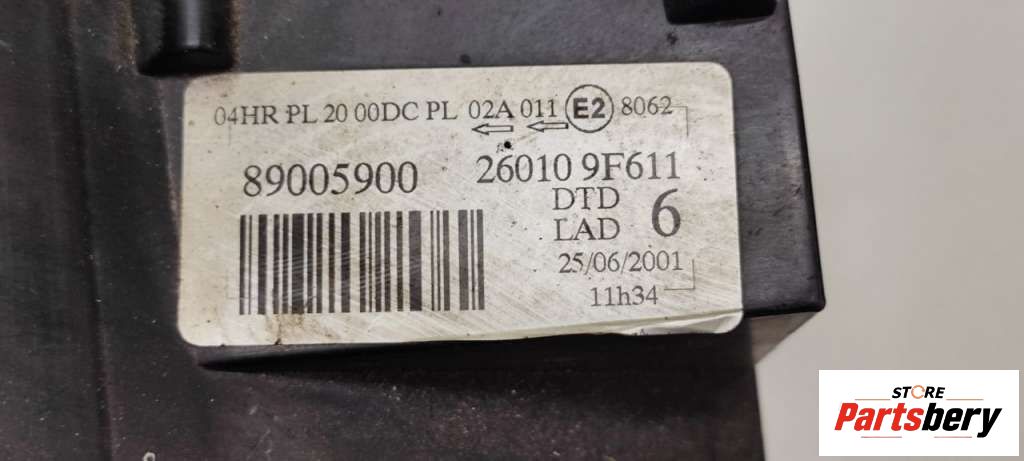 04HR PL 20 00DC PL 02A 011 E2 8062
89005900 26010 9F611
DTD 6
LAD
25/06/2001
11h34
STORE
Partsbery